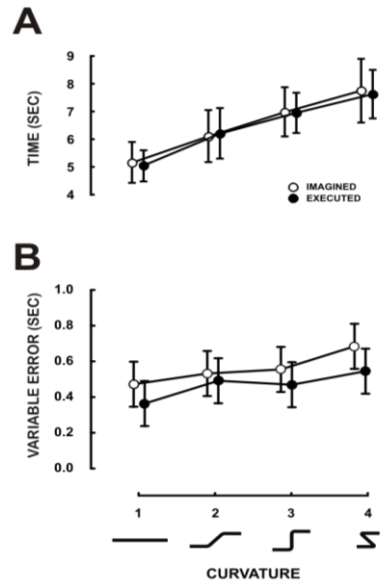 A
9
8
7
6
5
4
TIME (SEC)
IMAGINED
EXECUTED
B
1.0
0.8
0.6
0.4
0.2
0.0
VARIABLE ERROR (SEC)
1 2 3 4
CURVATURE